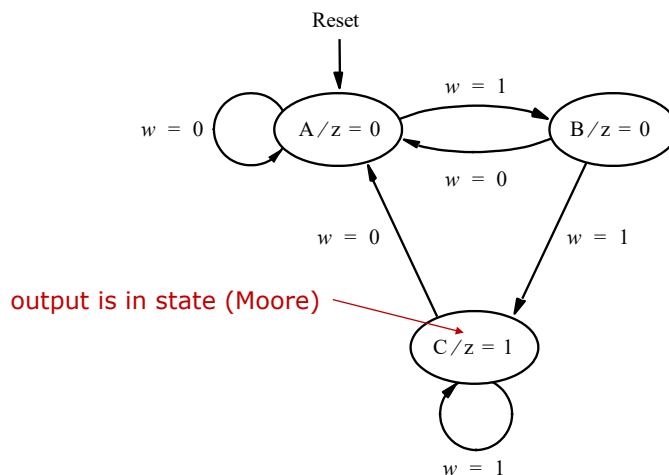 Reset
w = 1
w = 0
A ⁄ z = 0
B ⁄ z = 0
w = 0
w = 0
w = 1
output is in state (Moore)
C ⁄ z = 1
w = 1